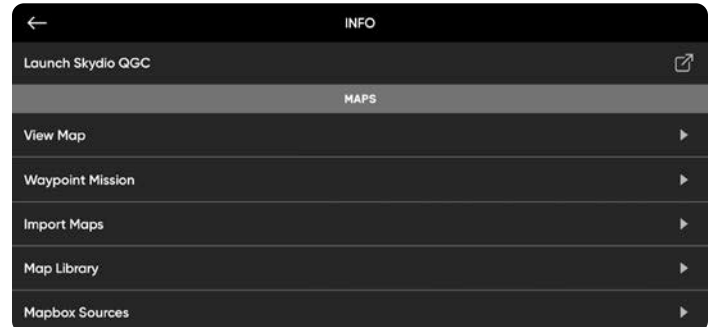 INFO
Launch Skydio QGC
MAPS
View Map
Waypoint Mission
Import Maps
Map Library
Mapbox Sources